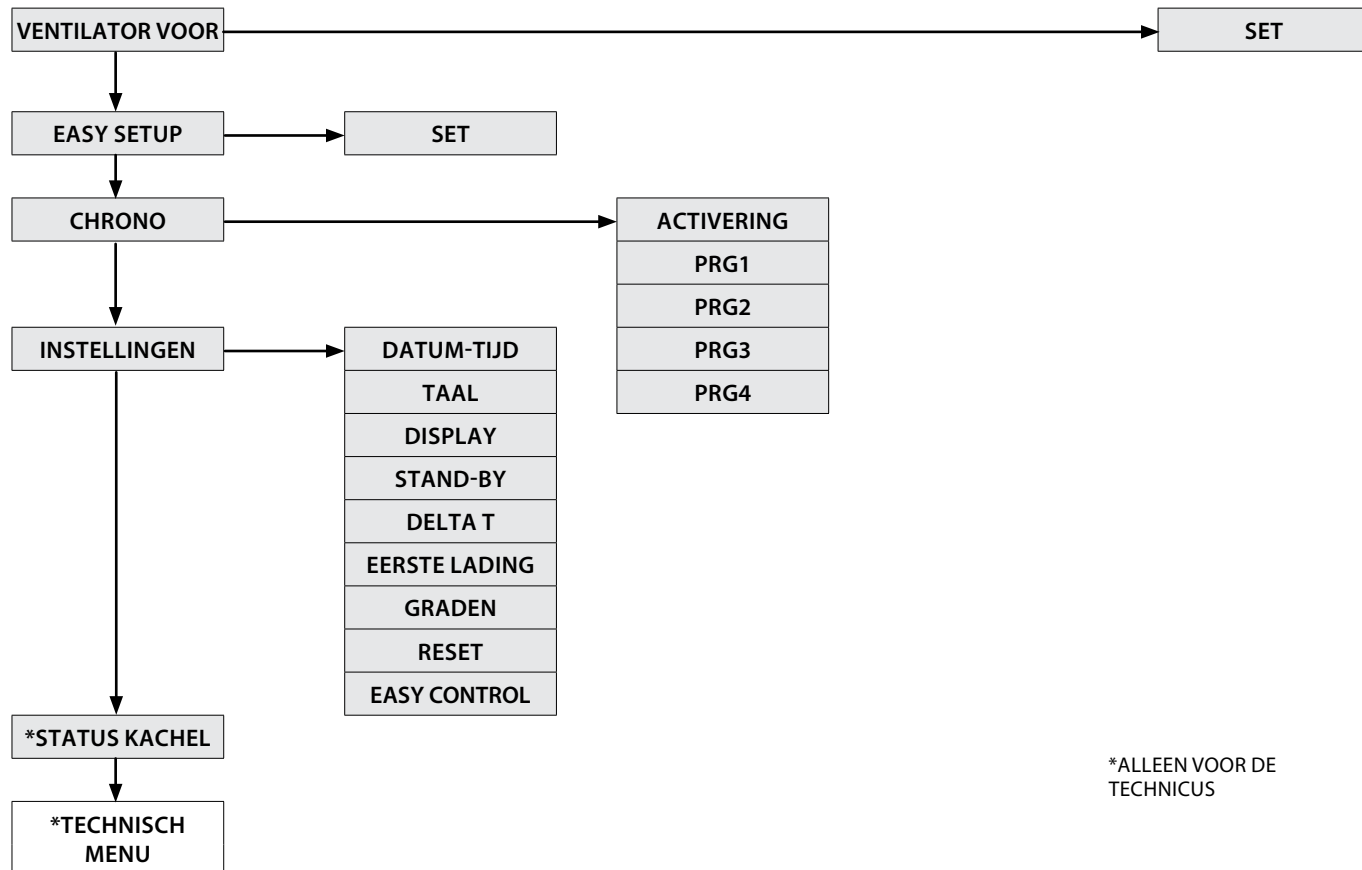 VENTILATOR VOOR
SET
EASY SETUP
SET
CHRONO
ACTIVERING
PRG1
PRG2
PRG3
PRG4
INSTELLINGEN
DATUM-TIJD
TAAL
DISPLAY
STAND-BY
DELTA T
EERSTE LADING
GRADEN
RESET
EASY CONTROL
*STATUS KACHEL
*TECHNISCH
MENU
*ALLEEN VOOR DE
TECHNICUS